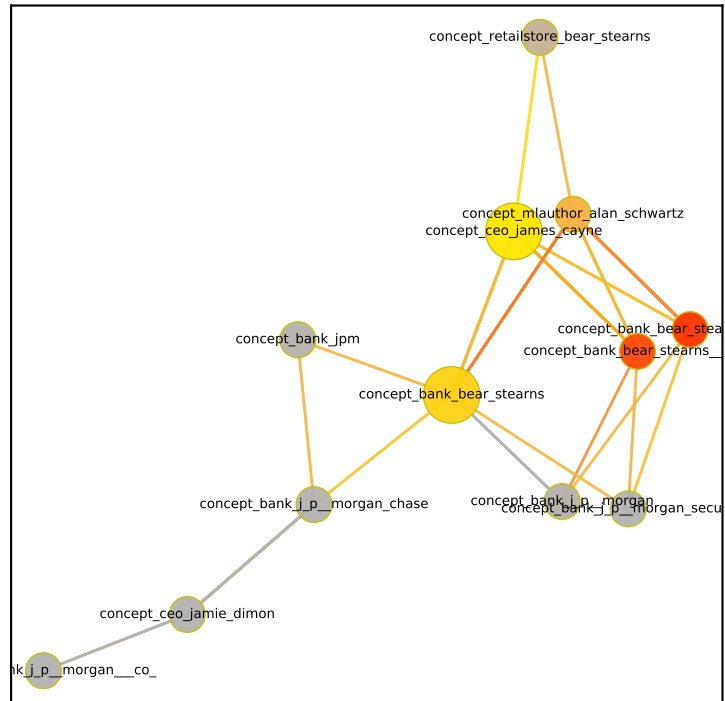 concept_retailstore_bear_stearns
concept_mlauthor_alan_schwartz
concept_ceo_james_cayne
concept_bank_bear_stea
concept_bank_jpm
concept_bank_bear_stearns__
concept_bank_bear_stearns
concept_bank_j_p__morgan
concept_bank_j_p__morgan_chase
concept_bank_j_p__morgan_secu
concept_ceo_jamie_dimon
nk_j_p__morgan___co_